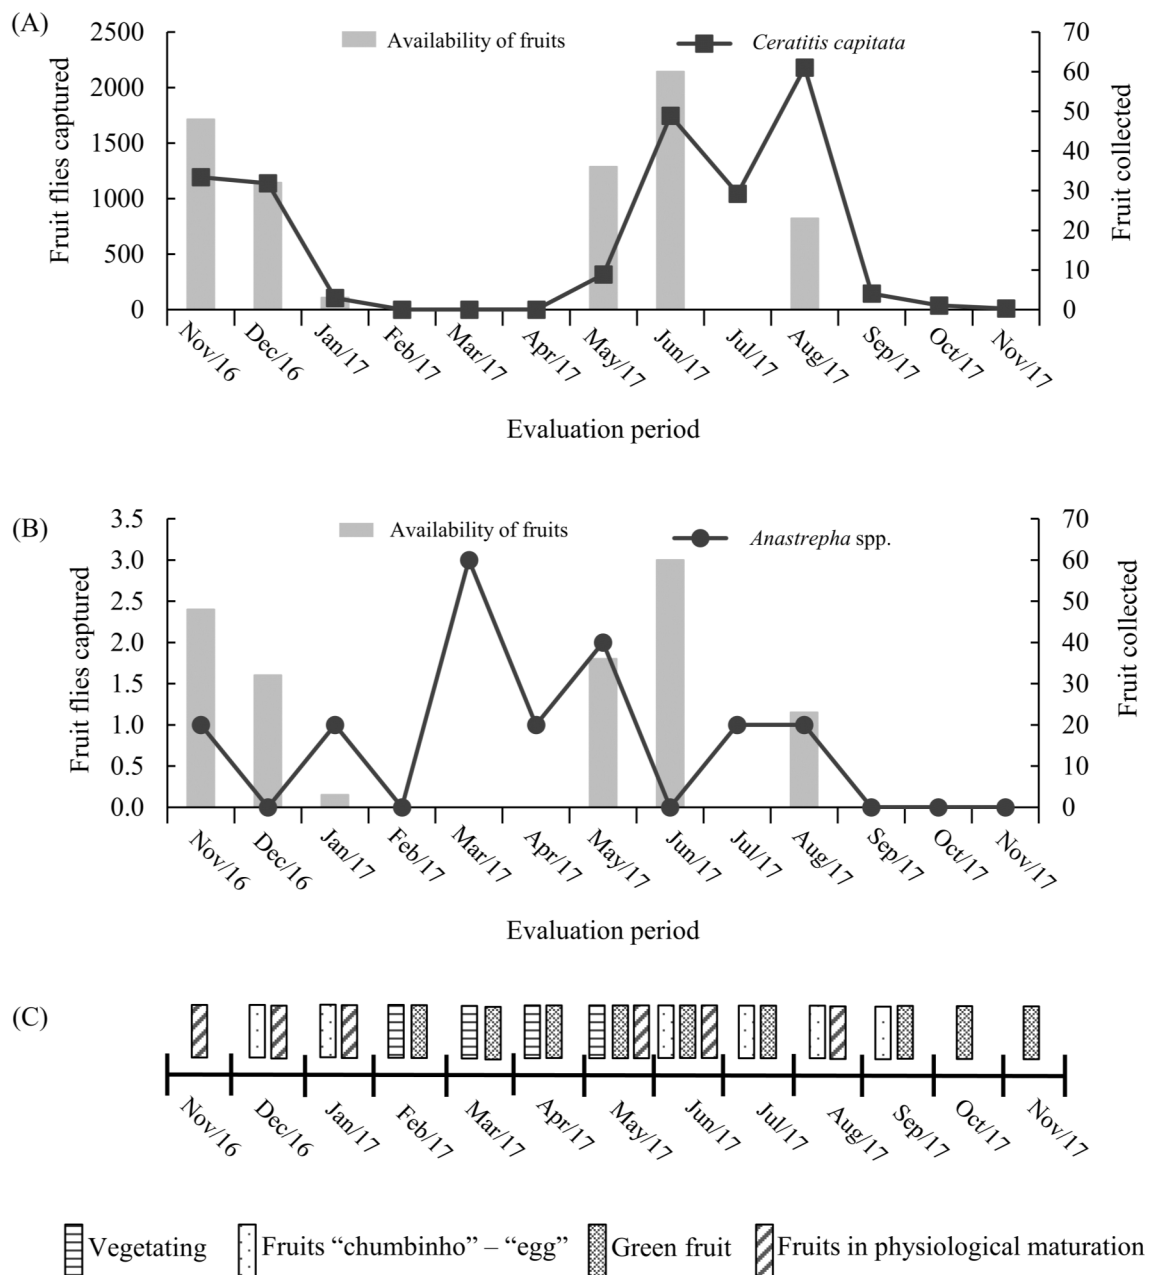 (A)
Availability of fruits
Ceratitis capitata
Fruit flies captured
2500
2000
1500
1000
500
0
70
60
50
40
30
20
10
0
Fruit collected
Nov/16
Dec/16
Jan/17
Feb/17
Mar/17
Apr/17
May/17
Jun/17
Jul/17
Aug/17
Sep/17
Oct/17
Nov/17
Evaluation period
(B)
Availability of fruits
Anastrepha spp.
Fruit flies captured
3.5
3.0
2.5
2.0
1.5
1.0
0.5
0.0
70
60
50
40
30
20
10
0
Fruit collected
Nov/16
Dec/16
Jan/17
Feb/17
Mar/17
Apr/17
May/17
Jun/17
Jul/17
Aug/17
Sep/17
Oct/17
Nov/17
Evaluation period
(C)
Nov/16
Dec/16
Jan/17
Feb/17
Mar/17
Apr/17
May/17
Jun/17
Jul/17
Aug/17
Sep/17
Oct/17
Nov/17
Vegetating
Fruits “chumbinho” – “egg”
Green fruit
Fruits in physiological maturation